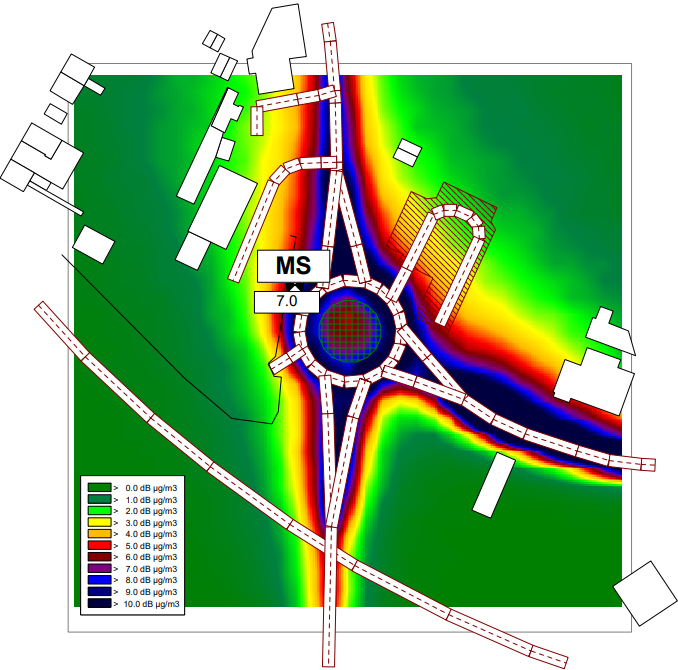 MS
7.0
> 0.0 dB µg/m3
> 1.0 dB µg/m3
> 2.0 dB µg/m3
> 3.0 dB µg/m3
> 4.0 dB µg/m3
> 5.0 dB µg/m3
> 6.0 dB µg/m3
> 7.0 dB µg/m3
> 8.0 dB µg/m3
> 9.0 dB µg/m3
> 10.0 dB µg/m3